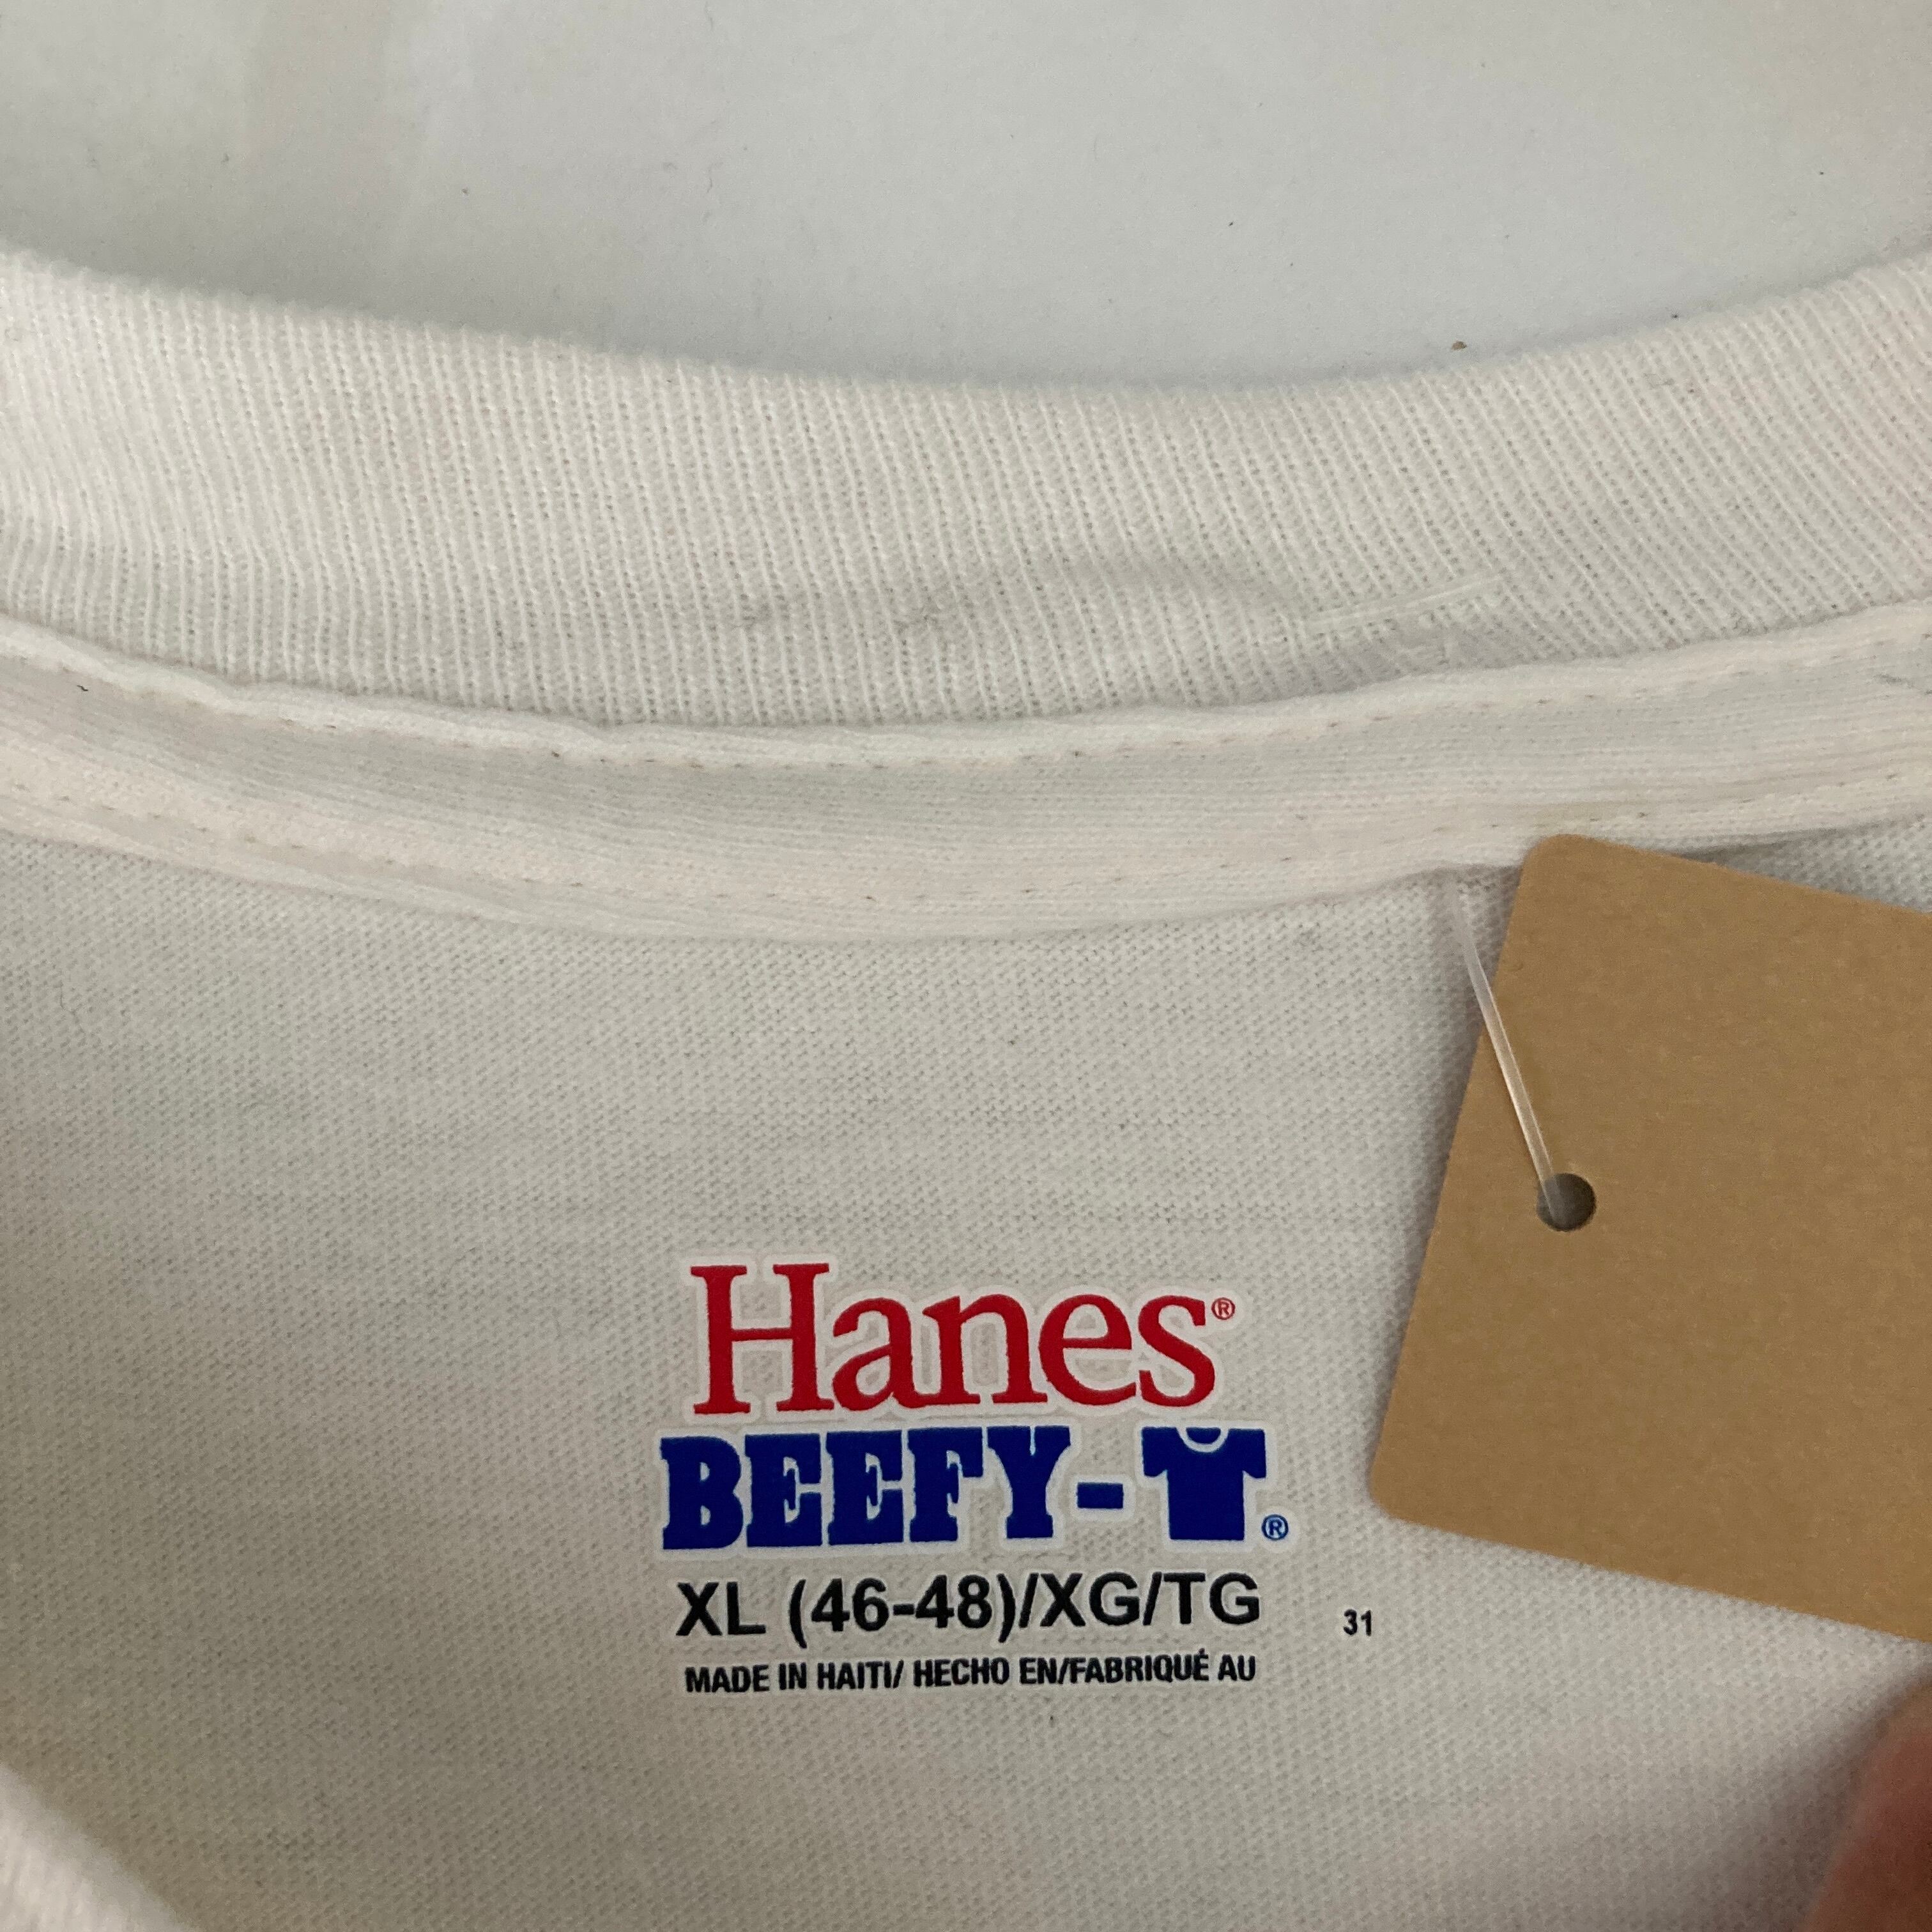 Hanes®
BEEFY-T®
XL (46-48)/XG/TG
31
MADE IN HAITI/ HECHO EN/FABRIQUÉ AU